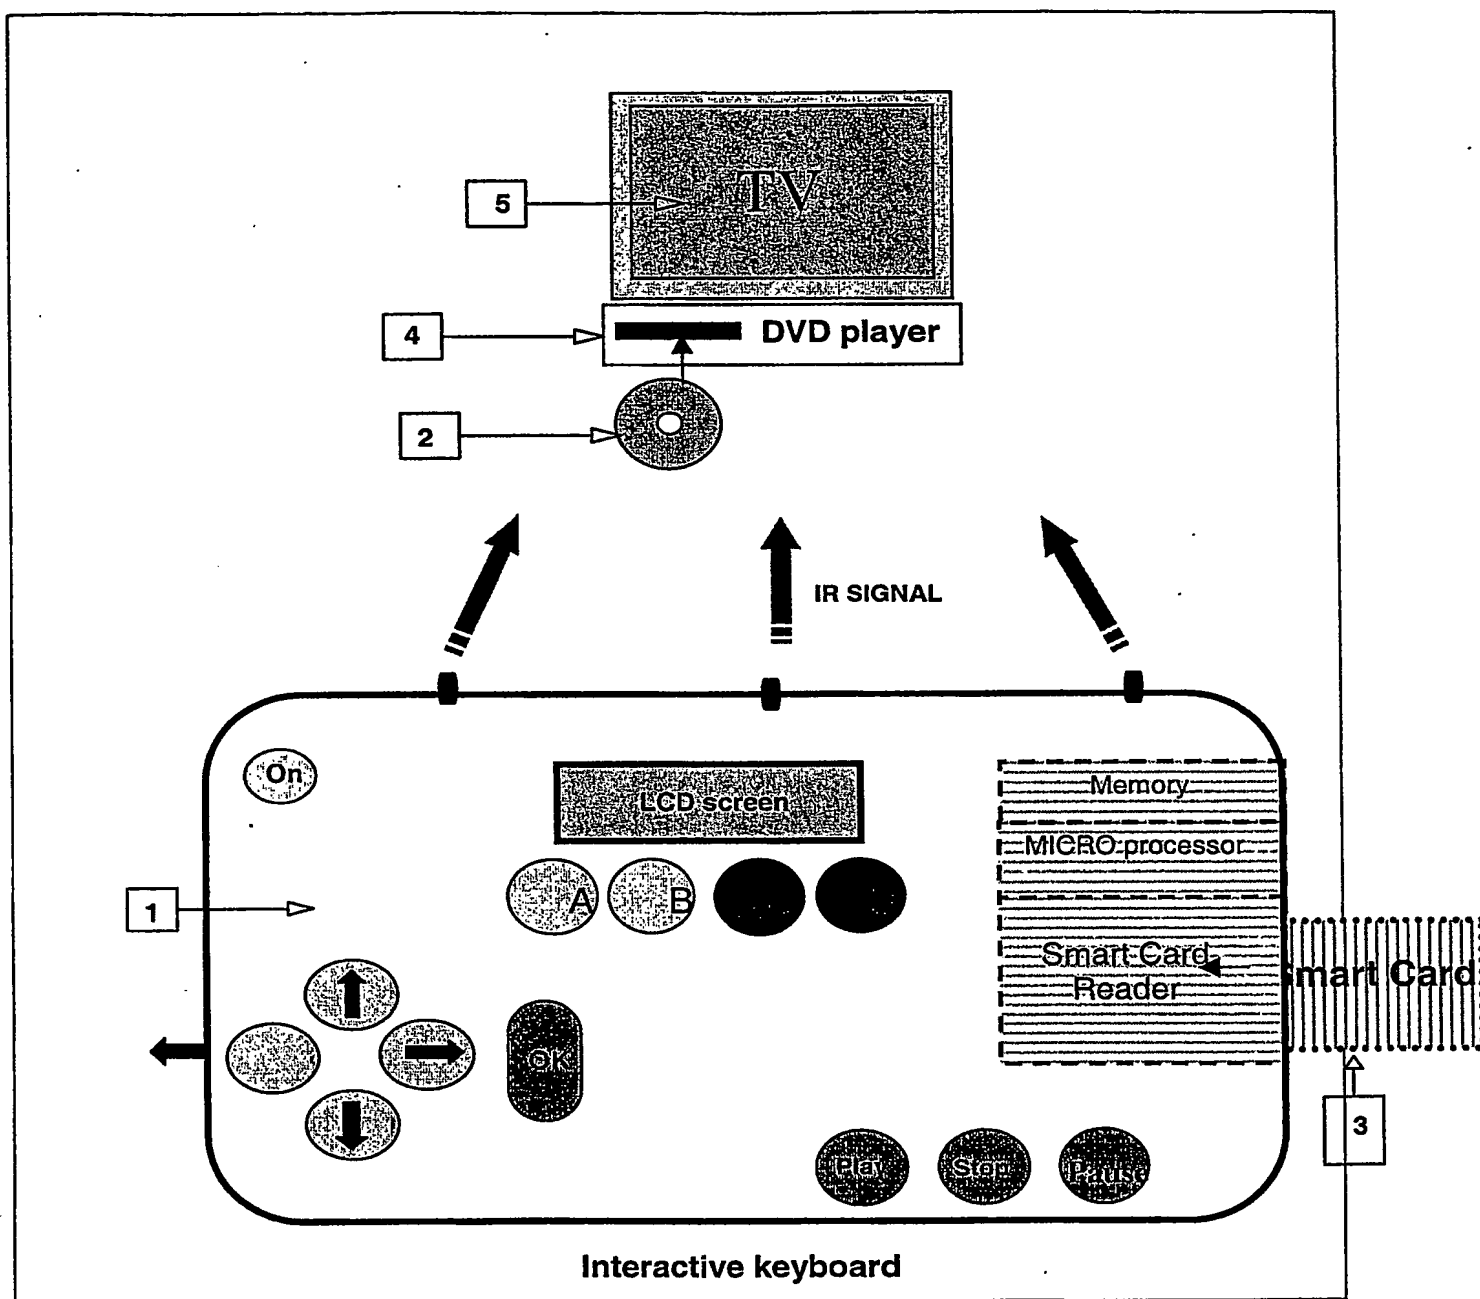 TV
5
DVD player
4
2
IR SIGNAL
On
LCD screen
Memory
MICRO processor
A
B
1
Smart Card
Reader
mart Card
OK
3
Play
Stop
Pause
Interactive keyboard